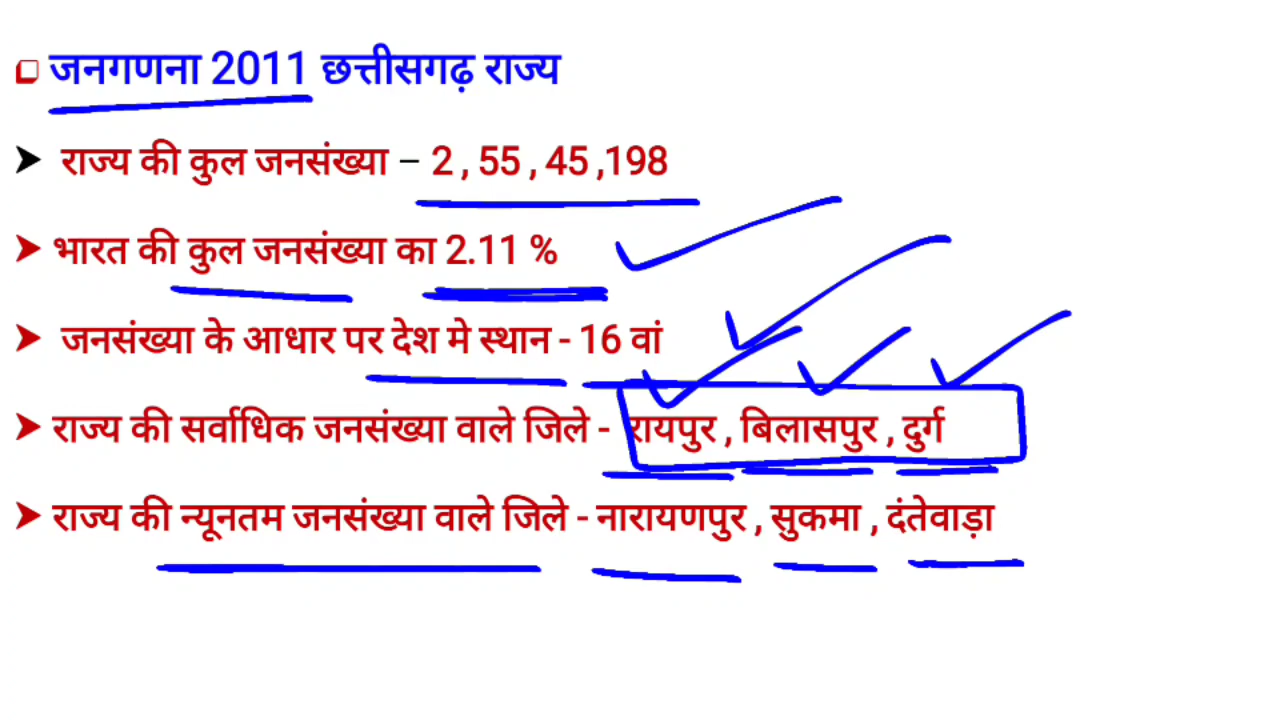 जनगणना 2011 छत्तीसगढ़ राज्य
राज्य की कुल जनसंख्या – 2 , 55 , 45 ,198
भारत की कुल जनसंख्या का 2.11 %
जनसंख्या के आधार पर देश मे स्थान - 16 वां
राज्य की सर्वाधिक जनसंख्या वाले जिले - रायपुर , बिलासपुर , दुर्ग
राज्य की न्यूनतम जनसंख्या वाले जिले - नारायणपुर , सुकमा , दंतेवाड़ा